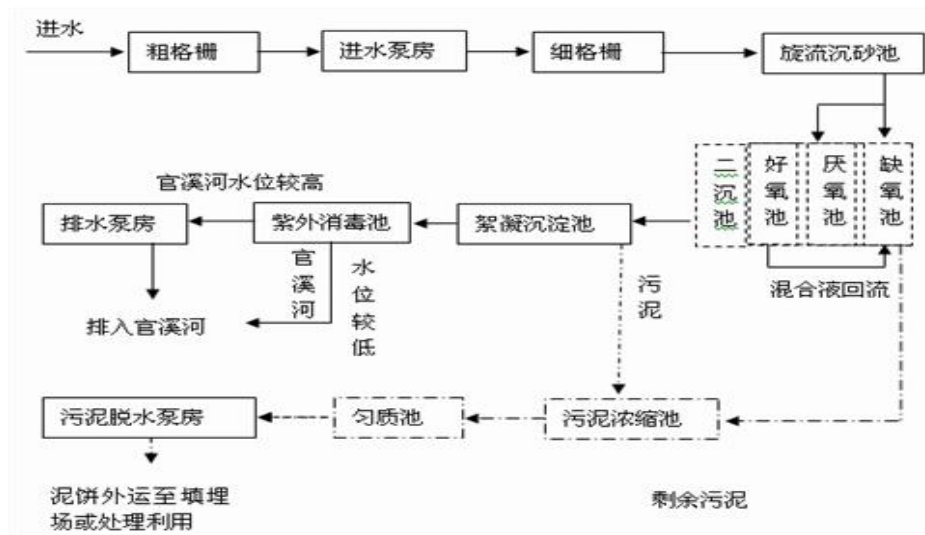 进水
粗格栅
进水泵房
细格栅
旋流沉砂池
二沉池
好氧池
厌氧池
缺氧池
官溪河水位较高
排水泵房
紫外消毒池
絮凝沉淀池
官溪河
水位较低
污泥
混合液回流
排入官溪河
污泥脱水泵房
匀质池
污泥浓缩池
泥饼外运至填埋
场或处理利用
剩余污泥